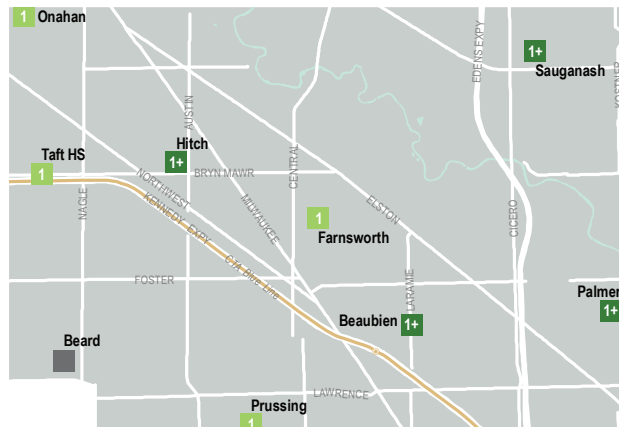 1 Onahan
EDENS EXPY
1+
Sauganash
KOSTNER
AUSTIN
Hitch
1+
Taft HS
1
BRYN MAWR
CENTRAL
NAGLE
NORTHWEST
KENNEDY EXPY
MILWAUKEE
ELSTON
1
Farnsworth
CICERO
CTA Blue Line
FOSTER
LARAMIE
Palmer
1+
Beaubien 1+
Beard
LAWRENCE
Prussing
1